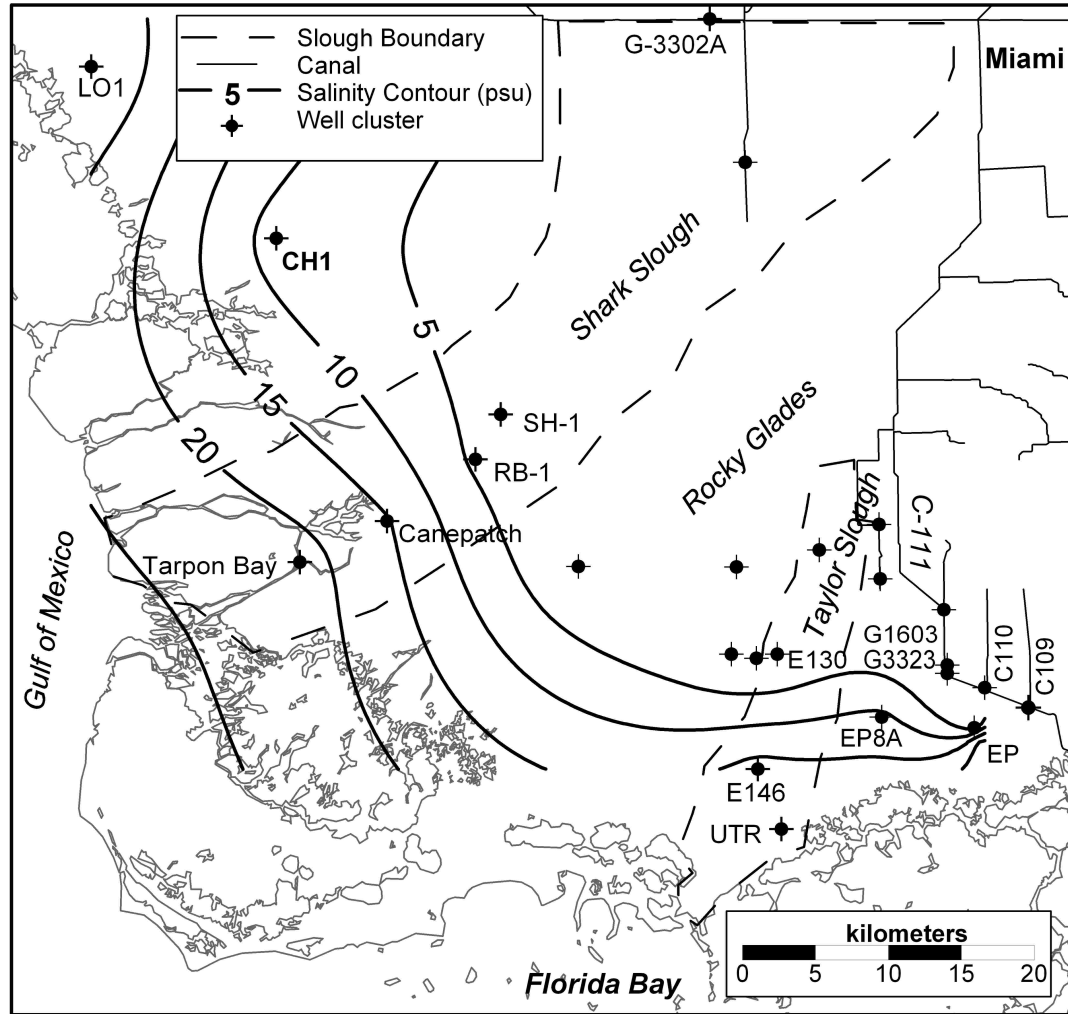 Slough Boundary
Canal
5 Salinity Contour (psu)
Well cluster
G-3302A
Miami
LO1
CH1
Shark Slough
5
10
15
20
SH-1
RB-1
Rocky Glades
Canepatch
Tarpon Bay
Gulf of Mexico
Taylor Slough
C-111
G1603
G3323
E130
C110
C109
EP8A
EP
E146
UTR
Florida Bay
kilometers
0 5 10 15 20